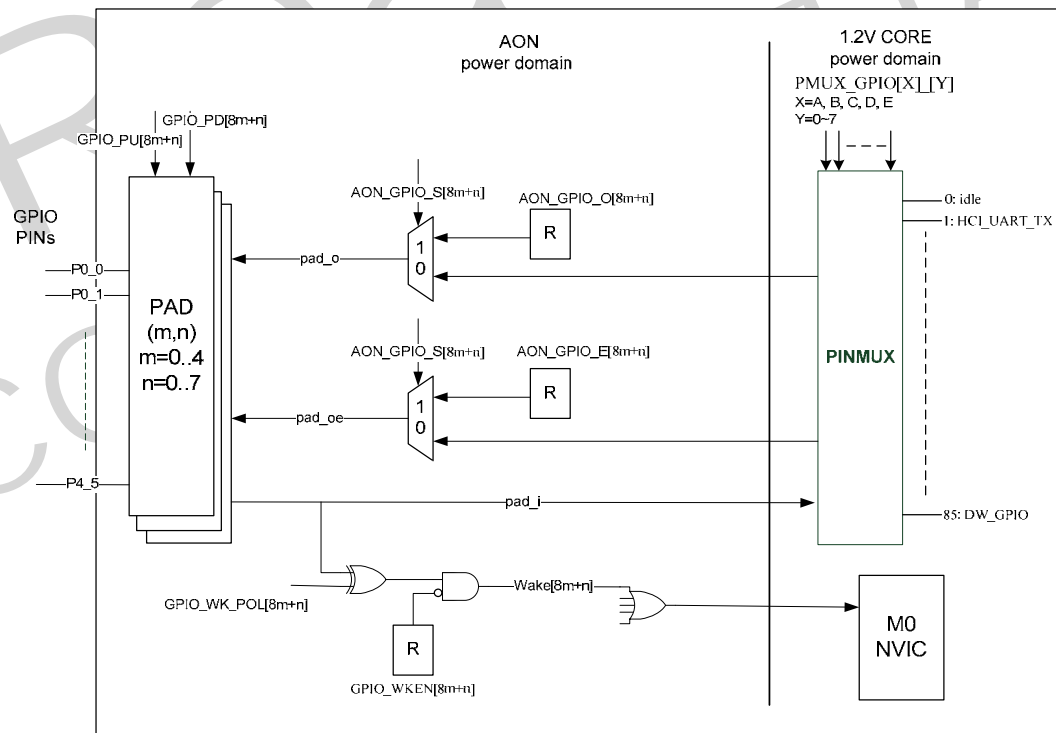 AON
power domain
1.2V CORE
power domain
PMUX_GPIO[X]_[Y]
X=A, B, C, D, E
Y=0~7
GPIO_PD[8m+n]
GPIO_PU[8m+n]
GPIO
PINs
P0_0
P0_1
P4_5
PAD
(m,n)
m=0..4
n=0..7
AON_GPIO_S[8m+n]
AON_GPIO_O[8m+n]
R
1
0
pad_o
AON_GPIO_S[8m+n]
AON_GPIO_E[8m+n]
R
1
0
pad_oe
pad_i
PINMUX
0: idle
1: HCI_UART_TX
85: DW_GPIO
GPIO_WK_POL[8m+n]
Wake[8m+n]
R
GPIO_WKEN[8m+n]
M0
NVIC